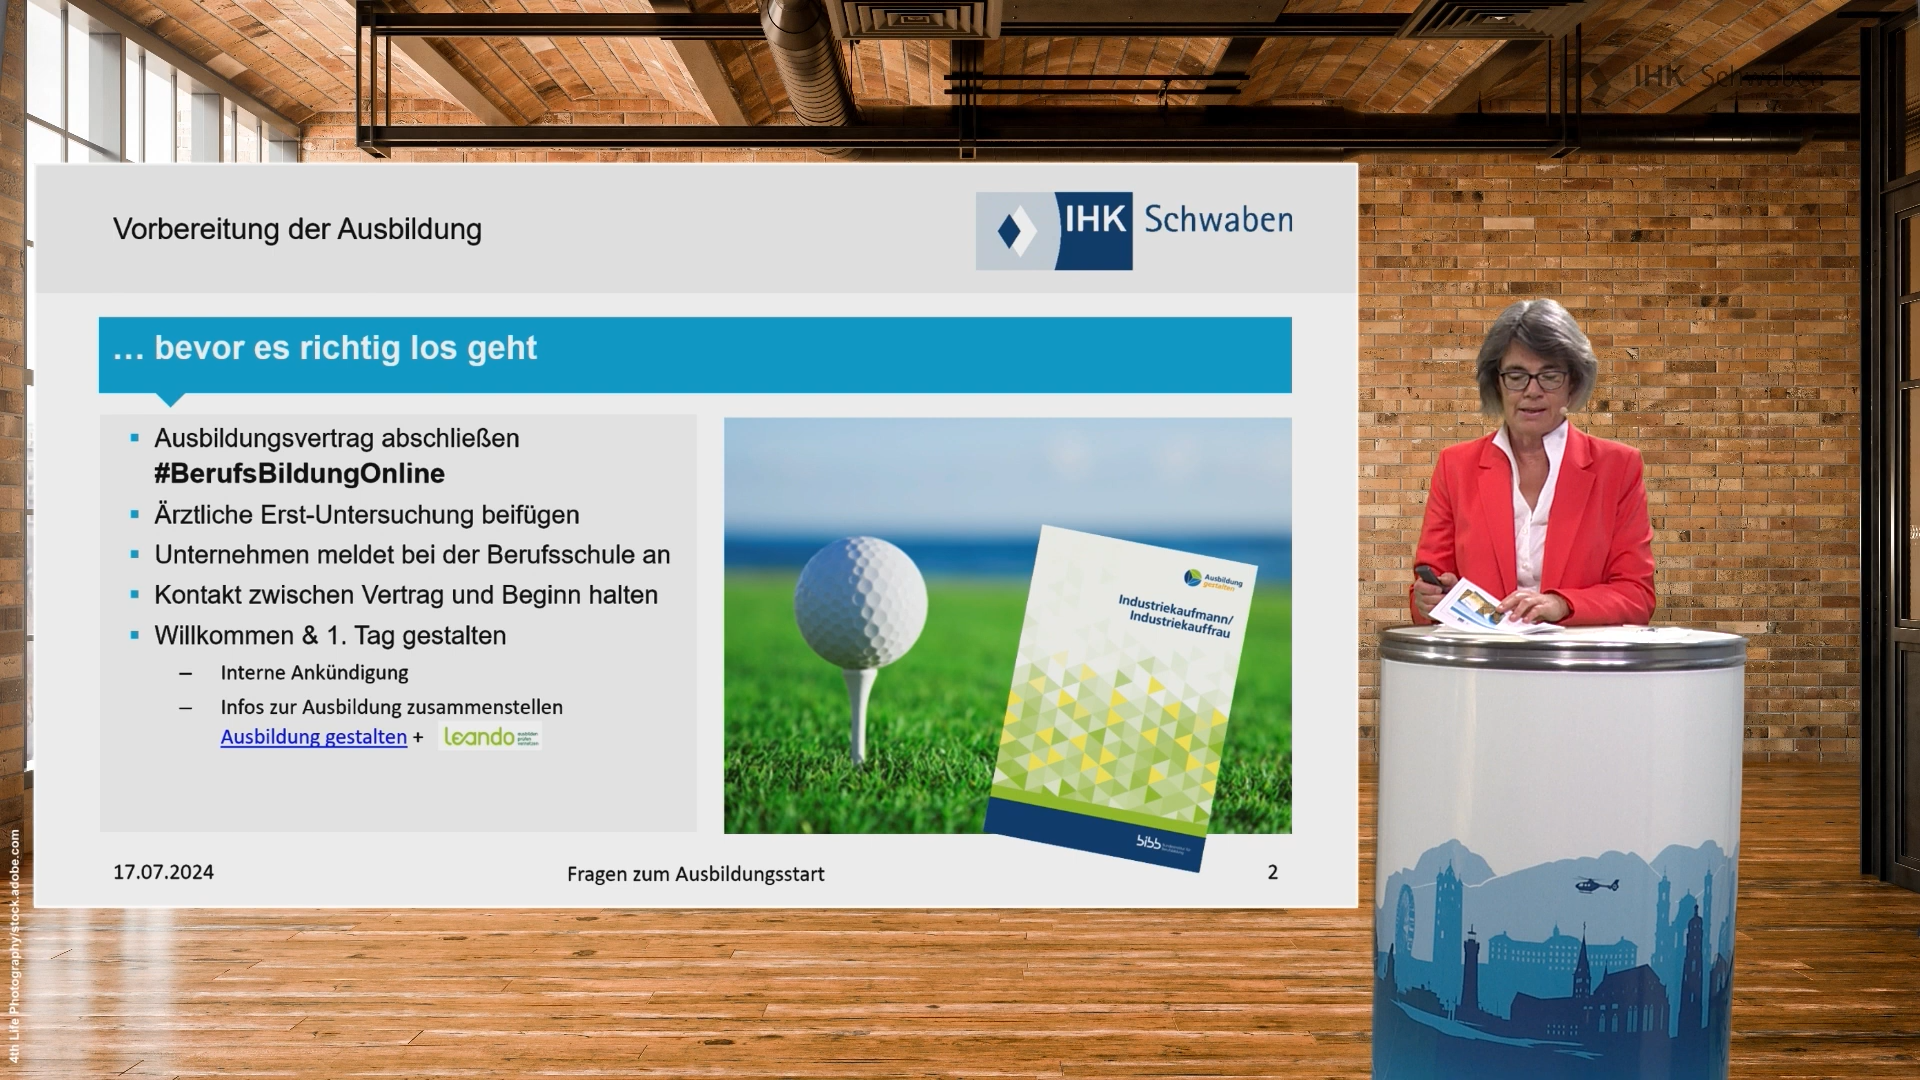 IHK Schwaben
Vorbereitung der Ausbildung
IHK Schwaben
… bevor es richtig los geht
Ausbildungsvertrag abschließen
#BerufsBildungOnline
Ärztliche Erst-Untersuchung beifügen
Unternehmen meldet bei der Berufsschule an
Kontakt zwischen Vertrag und Beginn halten
Willkommen & 1. Tag gestalten
– Interne Ankündigung
– Infos zur Ausbildung zusammenstellen
Ausbildung gestalten + leando
Ausbildung
gestalten
Industriekaufmann/
Industriekauffrau
bibb
17.07.2024
Fragen zum Ausbildungsstart
2
4th Life Photography/stock.adobe.com